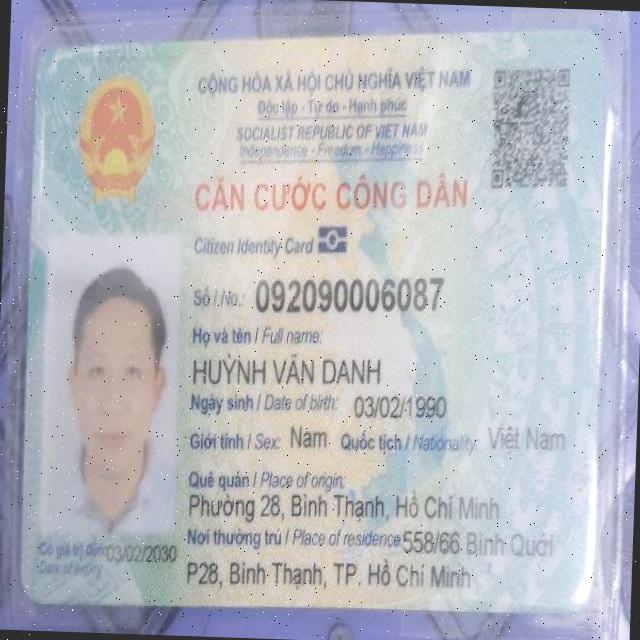 CỘNG HÒA XÃ HỘI CHỦ NGHĨA VIỆT NAM
Độc lập - Tự do - Hạnh phúc
SOCIALIST REPUBLIC OF VIET NAM
Independence - Freedom - Happiness
CĂN CƯỚC CÔNG DÂN
Citizen Identity Card
Số / No.: 092090006087
Họ và tên / Full name:
HUỲNH VĂN DANH
Ngày sinh / Date of birth: 03/02/1990
Giới tính / Sex: Nam Quốc tịch / Nationality: Việt Nam
Quê quán / Place of origin:
Phường 28, Bình Thạnh, Hồ Chí Minh
Nơi thường trú / Place of residence: 558/66 Bình Quới
P28, Bình Thạnh, TP. Hồ Chí Minh
Có giá trị đến: 03/02/2030
Date of expiry